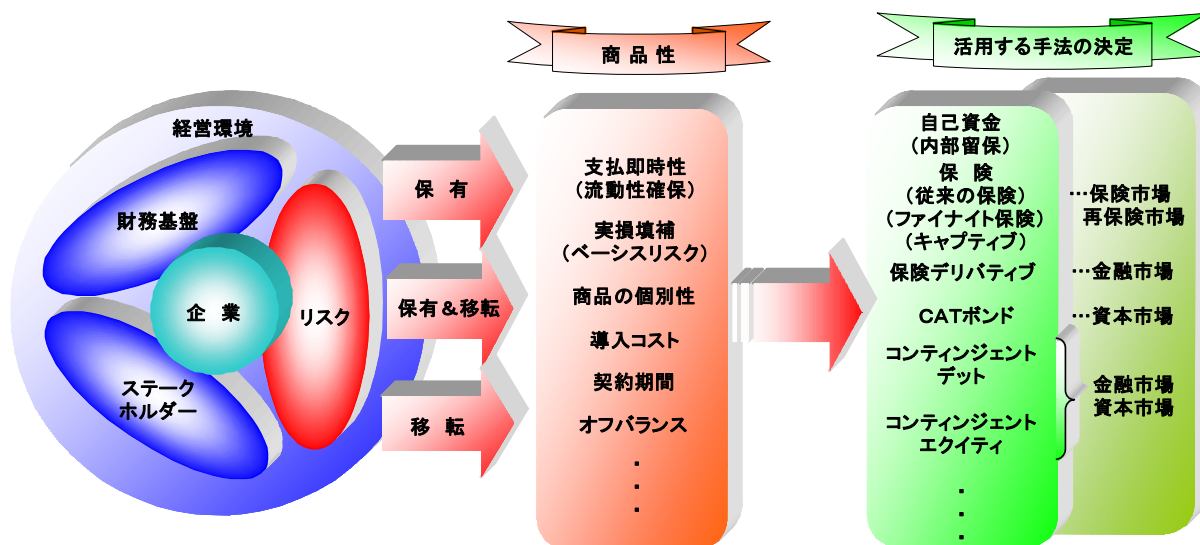 商 品 性
活用する手法の決定
経営環境
財務基盤
企 業
リスク
ステーク
ホルダー
保 有
保有＆移転
移 転
支払即時性
(流動性確保)
実損填補
(ベーシスリスク)
商品の個別性
導入コスト
契約期間
オフバランス
・
・
・
自己資金
(内部留保)
保 険
(従来の保険)
(ファイナイト保険)
(キャプティブ)
保険デリバティブ
ＣＡＴボンド
コンティンジェント
デット
コンティンジェント
エクイティ
・
・
・
…保険市場
再保険市場
…金融市場
…資本市場
金融市場
資本市場